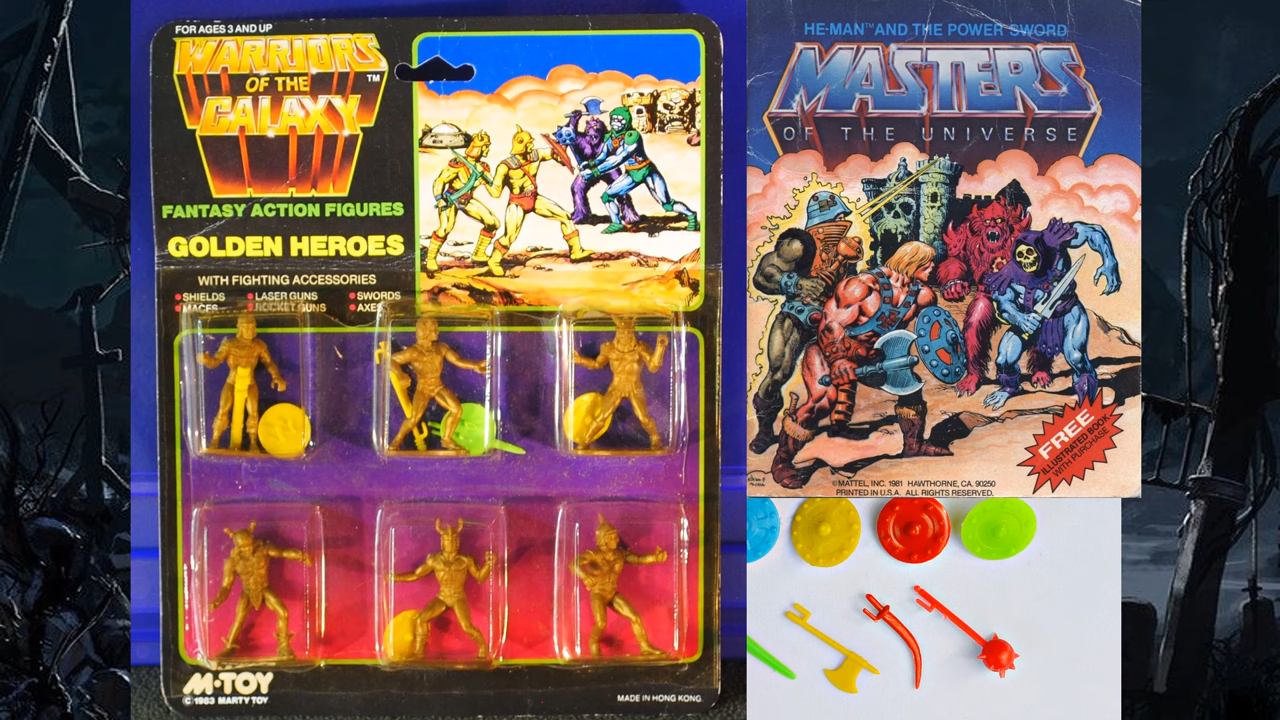 FOR AGES 3 AND UP
WARRIORS
OF THE
GALAXY™
FANTASY ACTION FIGURES
GOLDEN HEROES
WITH FIGHTING ACCESSORIES
SHIELDS LASER GUNS SWORDS
MACES ROCKET GUNS AXES
M•TOY
©1983 MARTY TOY
MADE IN HONG KONG.
HE-MAN™ AND THE POWER SWORD
MASTERS
OF THE UNIVERSE
FREE
ILLUSTRATED BOOK
WITH PURCHASE
©MATTEL, INC. 1981 HAWTHORNE, CA. 90250
PRINTED IN U.S.A. ALL RIGHTS RESERVED.